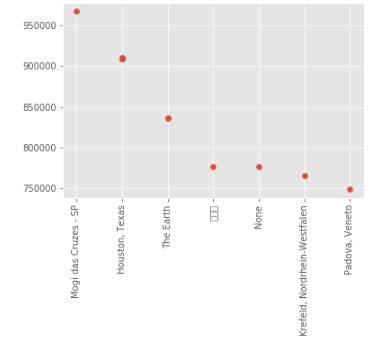 950000
900000
850000
800000
750000
Mogi das Cruzes - SP
Houston, Texas
The Earth
None
Krefeld, Nordrhein-Westfalen
Padova, Veneto